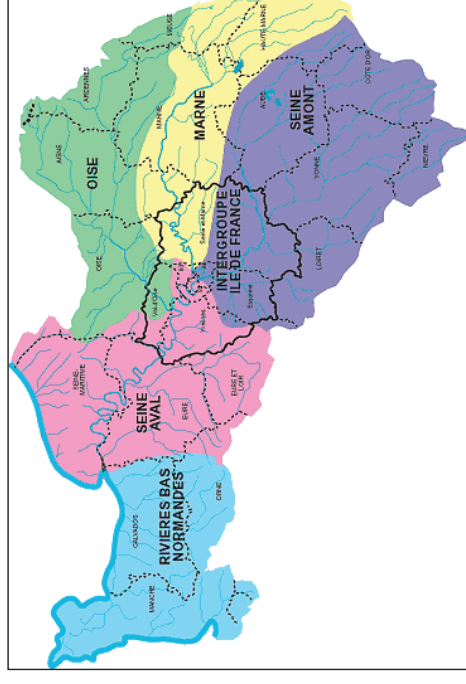 SEINE-
MARITIME
OISE
AISNE
ARDENNES
OISE
MEUSE
MANCHE
CALVADOS
RIVIERES BAS
NORMANDES
ORNE
SEINE
AVAL
EURE
EURE ET
LOIR
Val d'Oise
Yvelines
Essonne
Seine et Marne
INTERGROUPE
ILE DE FRANCE
MARNE
MARNE
HAUTE MARNE
AUBE
SEINE
AMONT
YONNE
LOIRET
COTE D'OR
NIEVRE